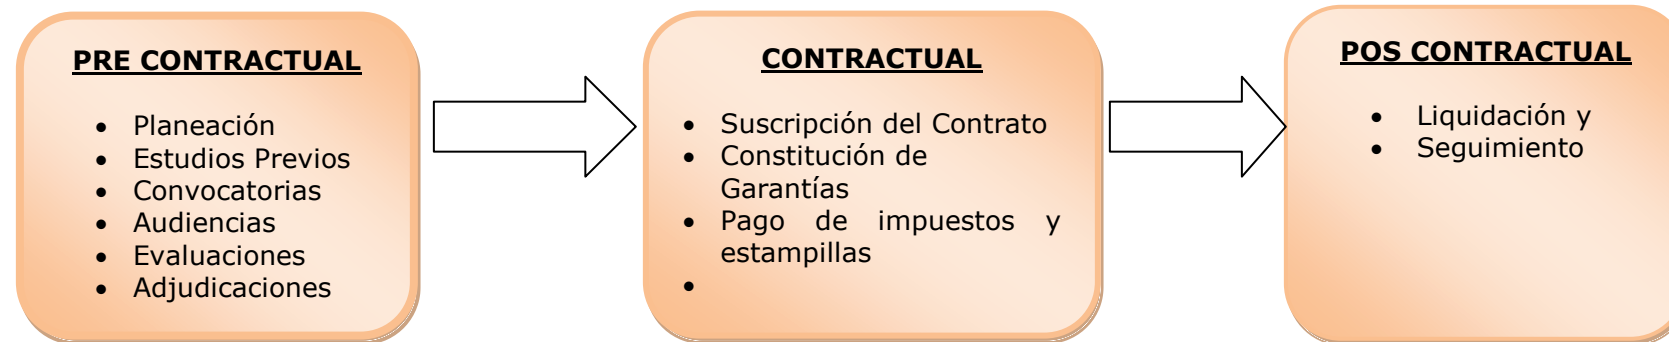 PRE CONTRACTUAL
• Planeación
• Estudios Previos
• Convocatorias
• Audiencias
• Evaluaciones
• Adjudicaciones
CONTRACTUAL
• Suscripción del Contrato
• Constitución de
Garantías
• Pago de impuestos y
estampillas
•
POS CONTRACTUAL
• Liquidación y
• Seguimiento